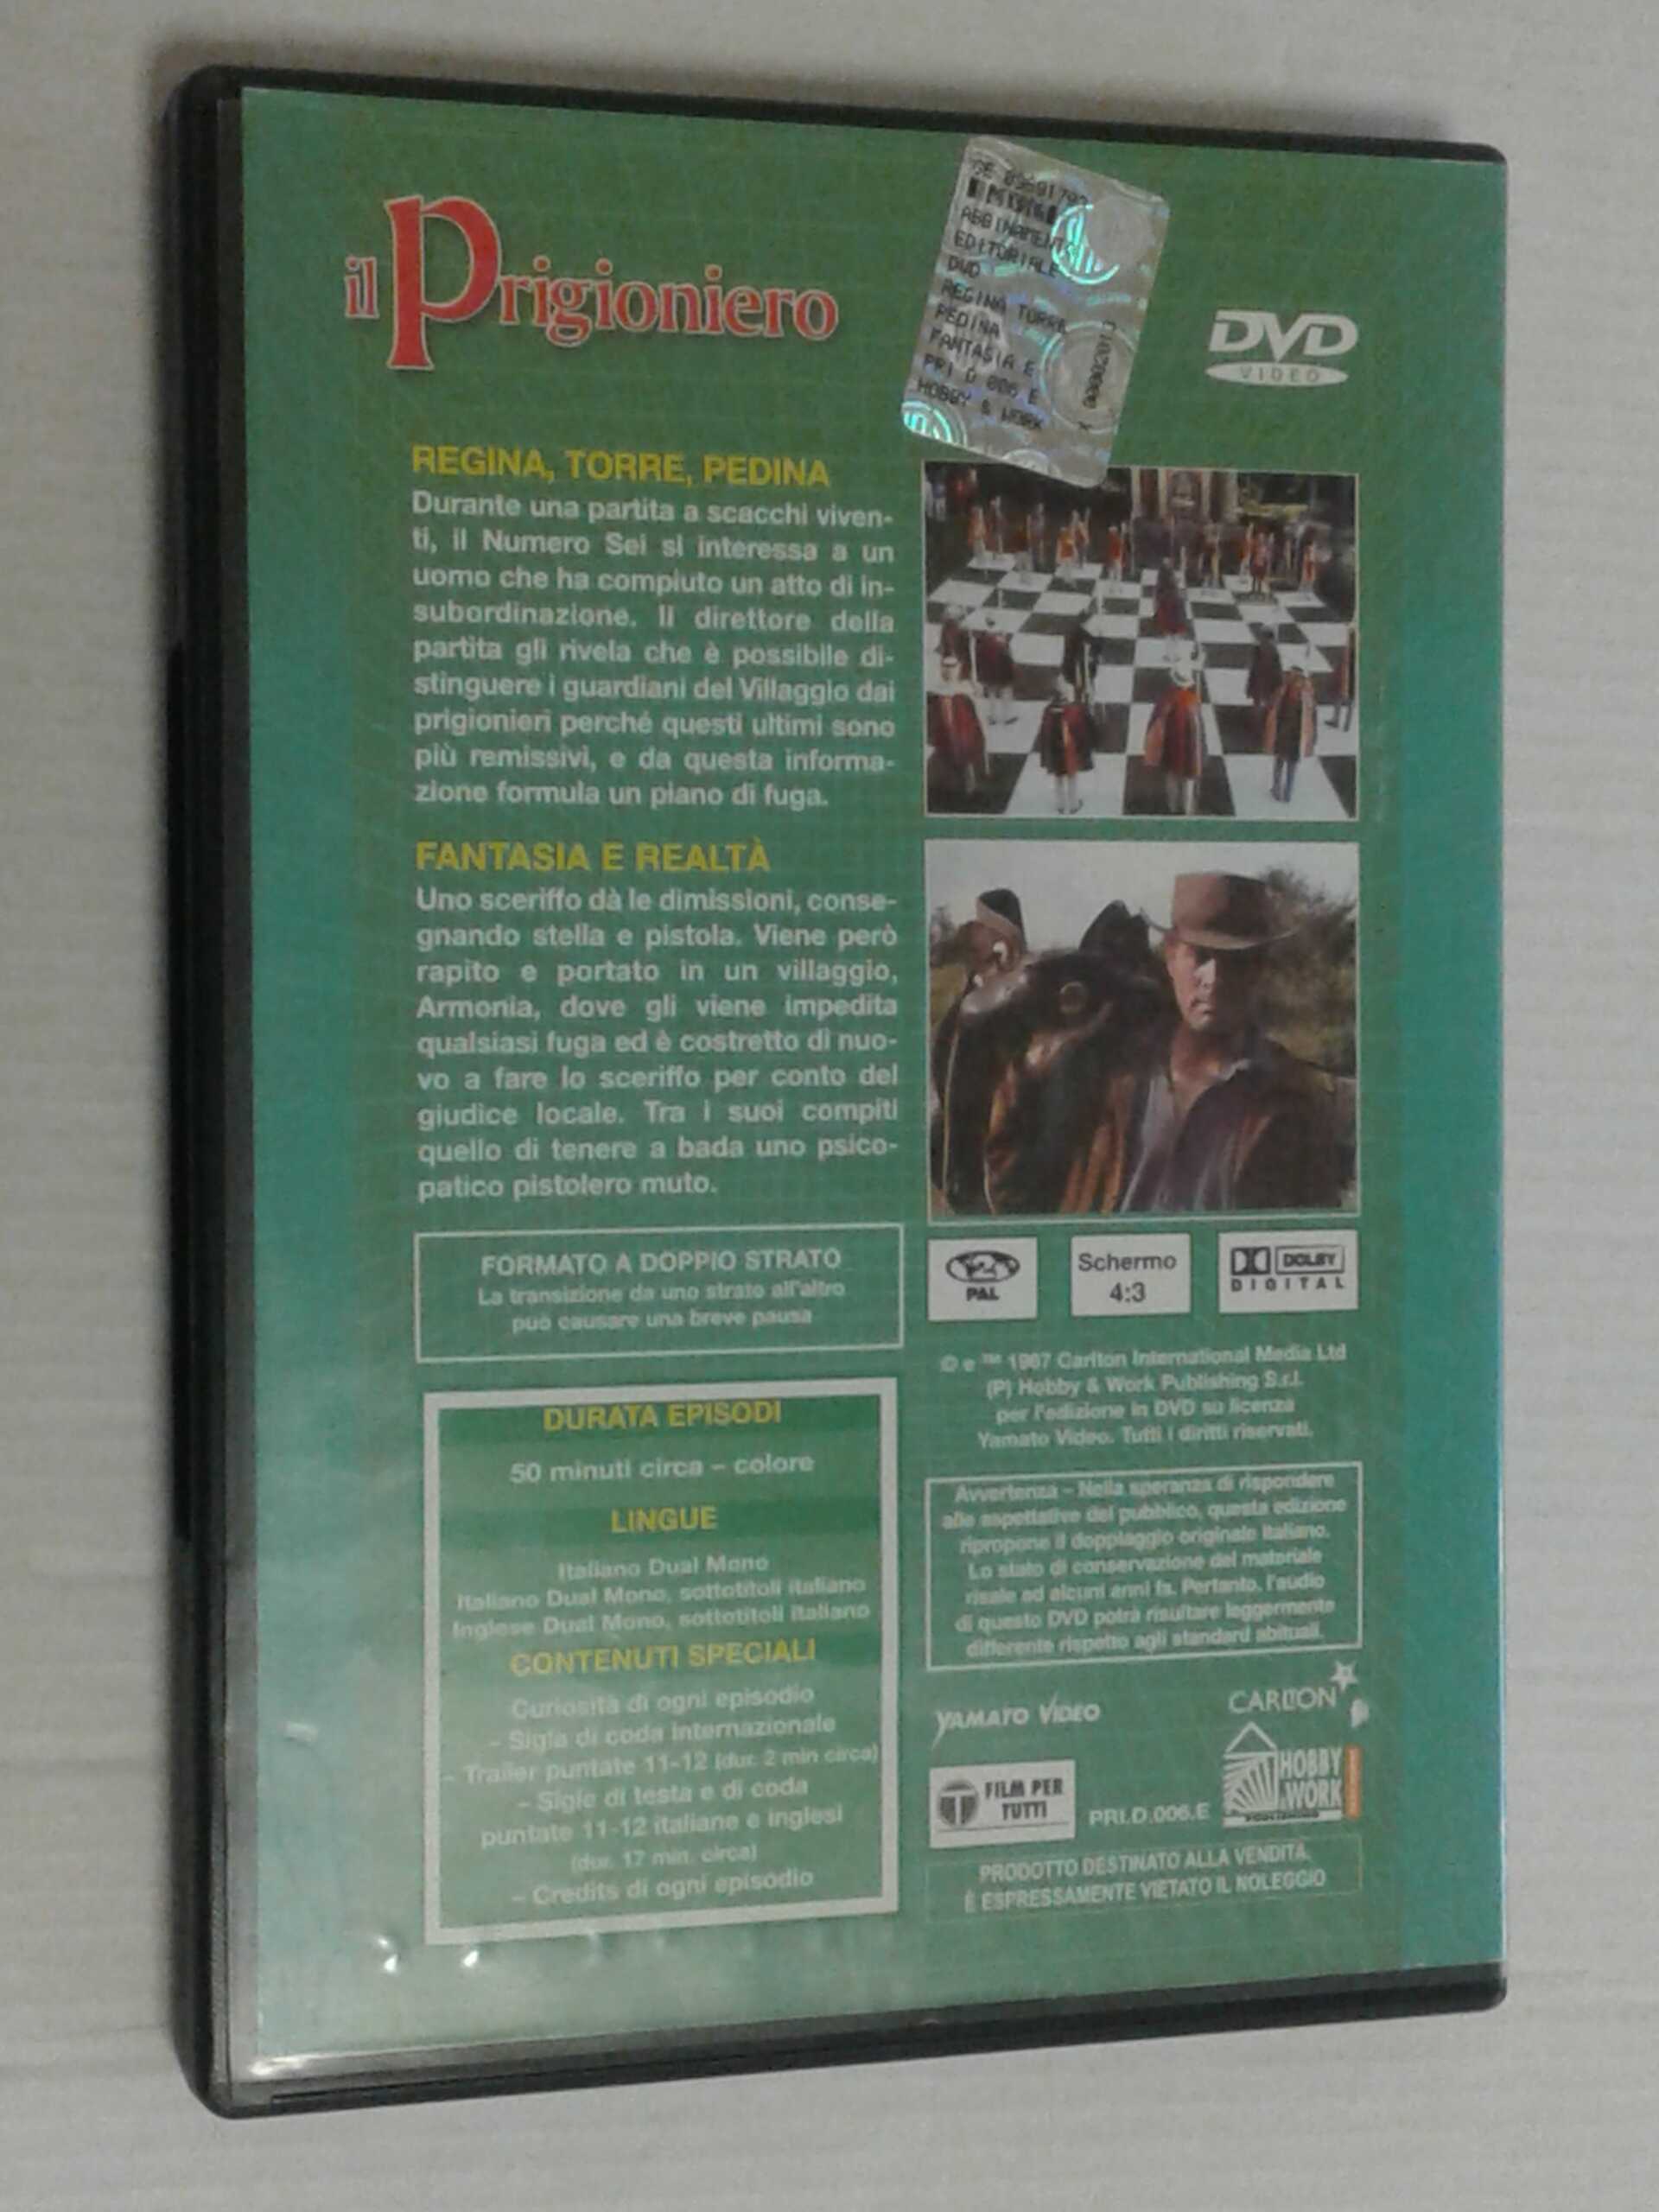 il Prigioniero
ABBINAMENTO
EDITORIALE
DVD
REGINA TORRE
PEDINA
FANTASIA E
PRI D 006 E
HOBBY & WORK
DVD
VIDEO
REGINA, TORRE, PEDINA
Durante una partita a scacchi viven-
ti, il Numero Sei si interessa a un
uomo che ha compiuto un atto di in-
subordinazione. Il direttore della
partita gli rivela che è possibile di-
stinguere i guardiani del Villaggio dai
prigionieri perché questi ultimi sono
più remissivi, e da questa informa-
zione formula un piano di fuga.
FANTASIA E REALTÀ
Uno sceriffo dà le dimissioni, conse-
gnando stella e pistola. Viene però
rapito e portato in un villaggio,
Armonia, dove gli viene impedita
qualsiasi fuga ed è costretto di nuo-
vo a fare lo sceriffo per conto del
giudice locale. Tra i suoi compiti
quello di tenere a bada uno psico-
patico pistolero muto.
FORMATO A DOPPIO STRATO
La transizione da uno strato all'altro
può causare una breve pausa
DURATA EPISODI
50 minuti circa – colore
LINGUE
Italiano Dual Mono
Italiano Dual Mono, sottotitoli italiano
Inglese Dual Mono, sottotitoli italiano
CONTENUTI SPECIALI
Curiosità di ogni episodio
– Sigla di coda internazionale
– Trailer puntate 11-12 (dur. 2 min circa)
– Sigle di testa e di coda
puntate 11-12 italiane e inglesi
(dur. 17 min. circa)
– Credits di ogni episodio
PAL
Schermo
4:3
DOLBY
DIGITAL
© e ™ 1967 Carlton International Media Ltd
(P) Hobby & Work Publishing S.r.l.
per l'edizione in DVD su licenza
Yamato Video. Tutti i diritti riservati.
Avvertenza – Nella speranza di rispondere
alle aspettative del pubblico, questa edizione
ripropone il doppiaggio originale italiano.
Lo stato di conservazione del materiale
risale ad alcuni anni fa. Pertanto, l'audio
di questo DVD potrà risultare leggermente
differente rispetto agli standard abituali.
YAMATO VIDEO
CARLTON
FILM PER
TUTTI
PRI.D.006.E
HOBBY
&WORK
PUBLISHING
PRODOTTO DESTINATO ALLA VENDITA.
È ESPRESSAMENTE VIETATO IL NOLEGGIO